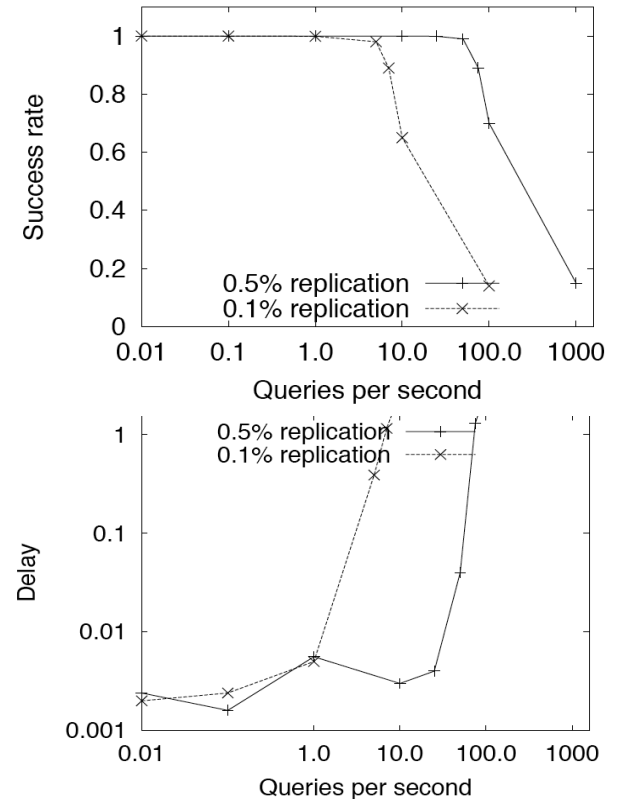 1
0.8
0.6
0.4
0.2
0
Success rate
0.5% replication
0.1% replication
0.01 0.1 1.0 10.0 100.0 1000
Queries per second
1
0.1
0.01
0.001
Delay
0.5% replication
0.1% replication
0.01 1.0 10.0 100.0 1000
Queries per second